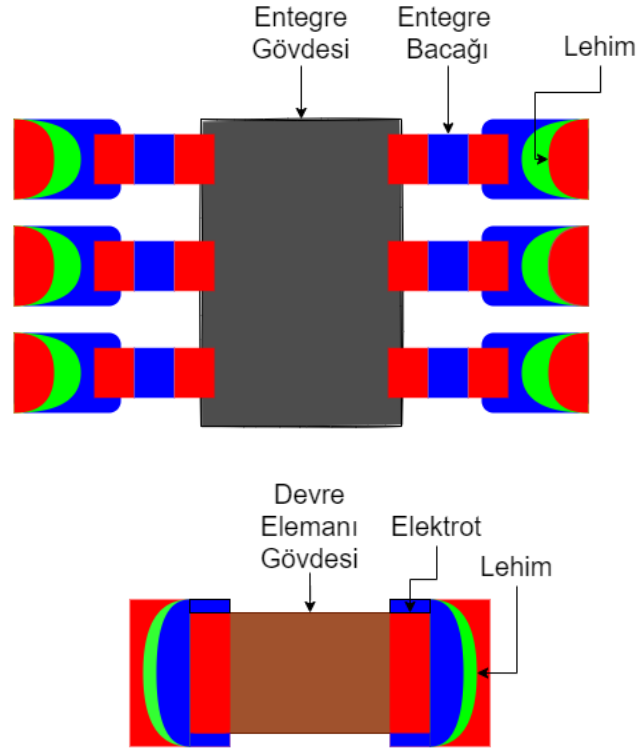 Entegre
Gövdesi
Entegre
Bacağı
Lehim
Devre
Elemanı
Gövdesi
Elektrot
Lehim